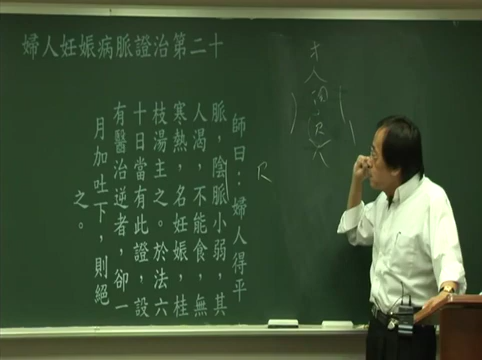 婦人妊娠病脈證治第二十
師曰：婦人得平
脈，陰脈小弱，其
人渴，不能食，無
寒熱，名妊娠，桂
枝湯主之。於法六
十日當有此證，設
有醫治逆者，卻一
月加吐下，則絕
之。
R